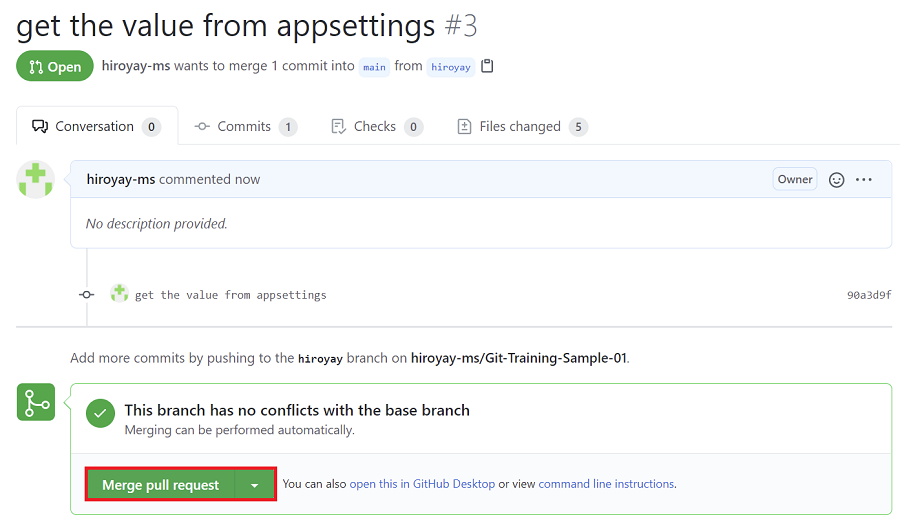 get the value from appsettings #3
Open hiroyay-ms wants to merge 1 commit into main from hiroyay
Conversation 0 Commits 1 Checks 0 Files changed 5
hiroyay-ms commented now Owner
No description provided.
get the value from appsettings 90a3d9f
Add more commits by pushing to the hiroyay branch on hiroyay-ms/Git-Training-Sample-01.
This branch has no conflicts with the base branch
Merging can be performed automatically.
Merge pull request You can also open this in GitHub Desktop or view command line instructions.